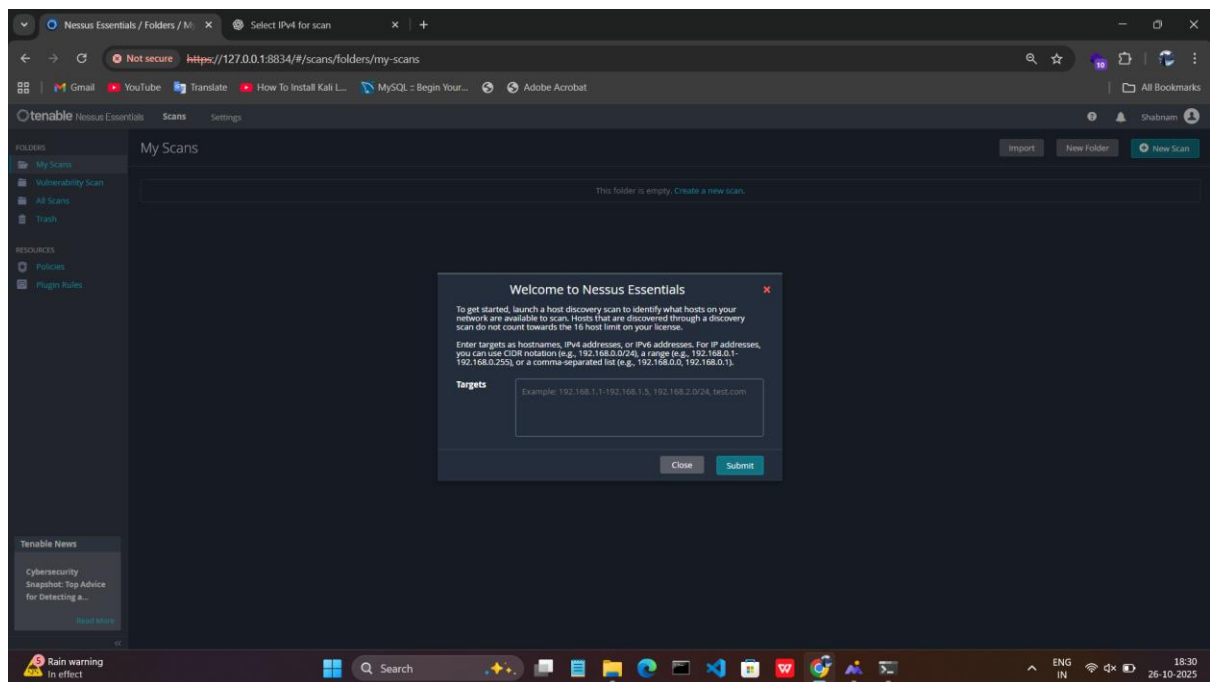 Nessus Essentials / Folders / My
Select IPv4 for scan
Not secure https://127.0.0.1:8834/#/scans/folders/my-scans
10
Gmail YouTube Translate How To Install Kali L... MySQL :: Begin Your... Adobe Acrobat All Bookmarks
tenable Nessus Essentials Scans Settings Shabnam
FOLDERS
My Scans
Vulnerability Scan
All Scans
Trash
RESOURCES
Policies
Plugin Rules
My Scans
Import New Folder New Scan
This folder is empty. Create a new scan.
Welcome to Nessus Essentials
To get started, launch a host discovery scan to identify what hosts on your
network are available to scan. Hosts that are discovered through a discovery
scan do not count towards the 16 host limit on your license.
Enter targets as hostnames, IPv4 addresses, or IPv6 addresses. For IP addresses,
you can use CIDR notation (e.g., 192.168.0.0/24), a range (e.g., 192.168.0.1-
192.168.0.255), or a comma-separated list (e.g., 192.168.0.0, 192.168.0.1).
Targets
Example: 192.168.1.1-192.168.1.5, 192.168.2.0/24, test.com
Close Submit
Tenable News
Cybersecurity
Snapshot: Top Advice
for Detecting a...
Read More
5
Rain warning
In effect
Search
ENG
IN
18:30
26-10-2025